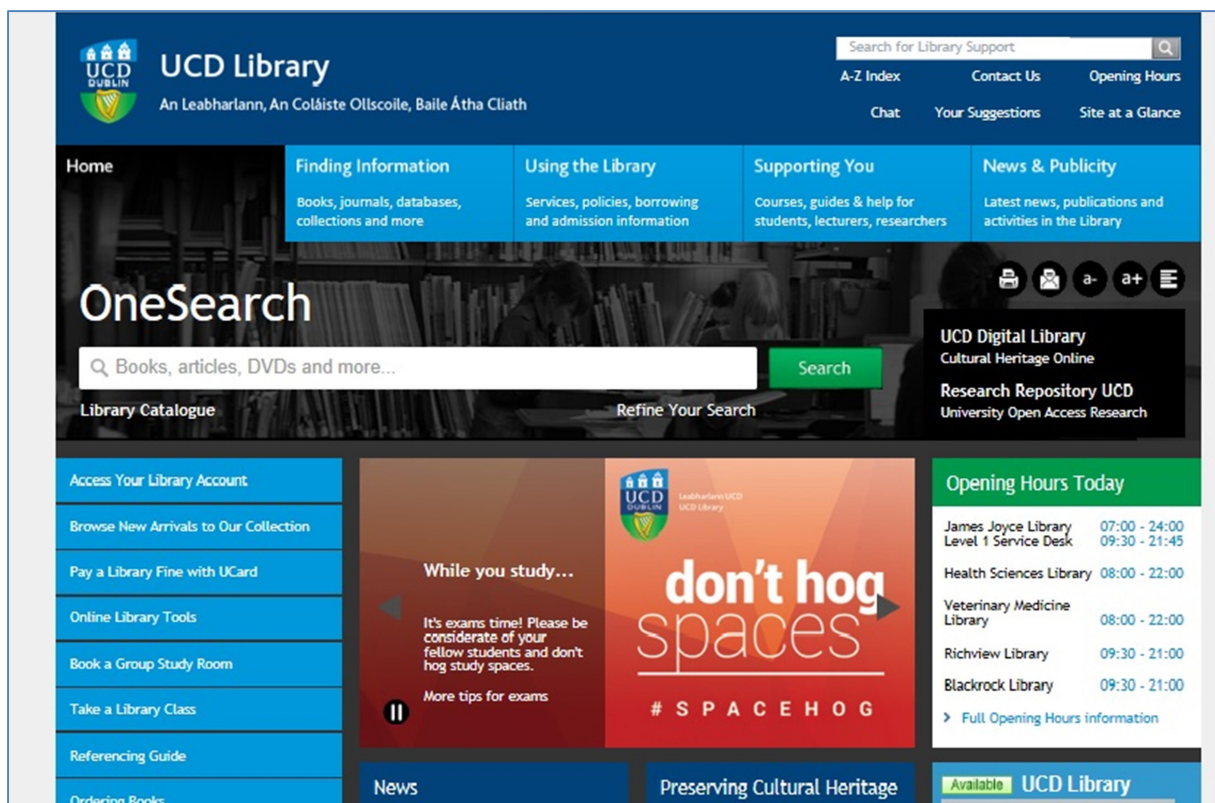 UCD
DUBLIN
UCD Library
An Leabharlann, An Coláiste Ollscoile, Baile Átha Cliath
Search for Library Support
A-Z Index
Contact Us
Opening Hours
Chat
Your Suggestions
Site at a Glance
Home
Finding Information
Books, journals, databases,
collections and more
Using the Library
Services, policies, borrowing
and admission information
Supporting You
Courses, guides & help for
students, lecturers, researchers
News & Publicity
Latest news, publications and
activities in the Library
a-
a+
OneSearch
Books, articles, DVDs and more...
Search
Library Catalogue
Refine Your Search
UCD Digital Library
Cultural Heritage Online
Research Repository UCD
University Open Access Research
Access Your Library Account
Browse New Arrivals to Our Collection
Pay a Library Fine with UCard
Online Library Tools
Book a Group Study Room
Take a Library Class
Referencing Guide
Ordering Books
While you study...
It's exams time! Please be
considerate of your
fellow students and don't
hog study spaces.
More tips for exams
UCD
DUBLIN
Leabharlann UCD
UCD Library
don't hog
spaces
#SPACEHOG
Opening Hours Today
James Joyce Library 07:00 - 24:00
Level 1 Service Desk 09:30 - 21:45
Health Sciences Library 08:00 - 22:00
Veterinary Medicine
Library 08:00 - 22:00
Richview Library 09:30 - 21:00
Blackrock Library 09:30 - 21:00
Full Opening Hours information
News
Preserving Cultural Heritage
Available UCD Library